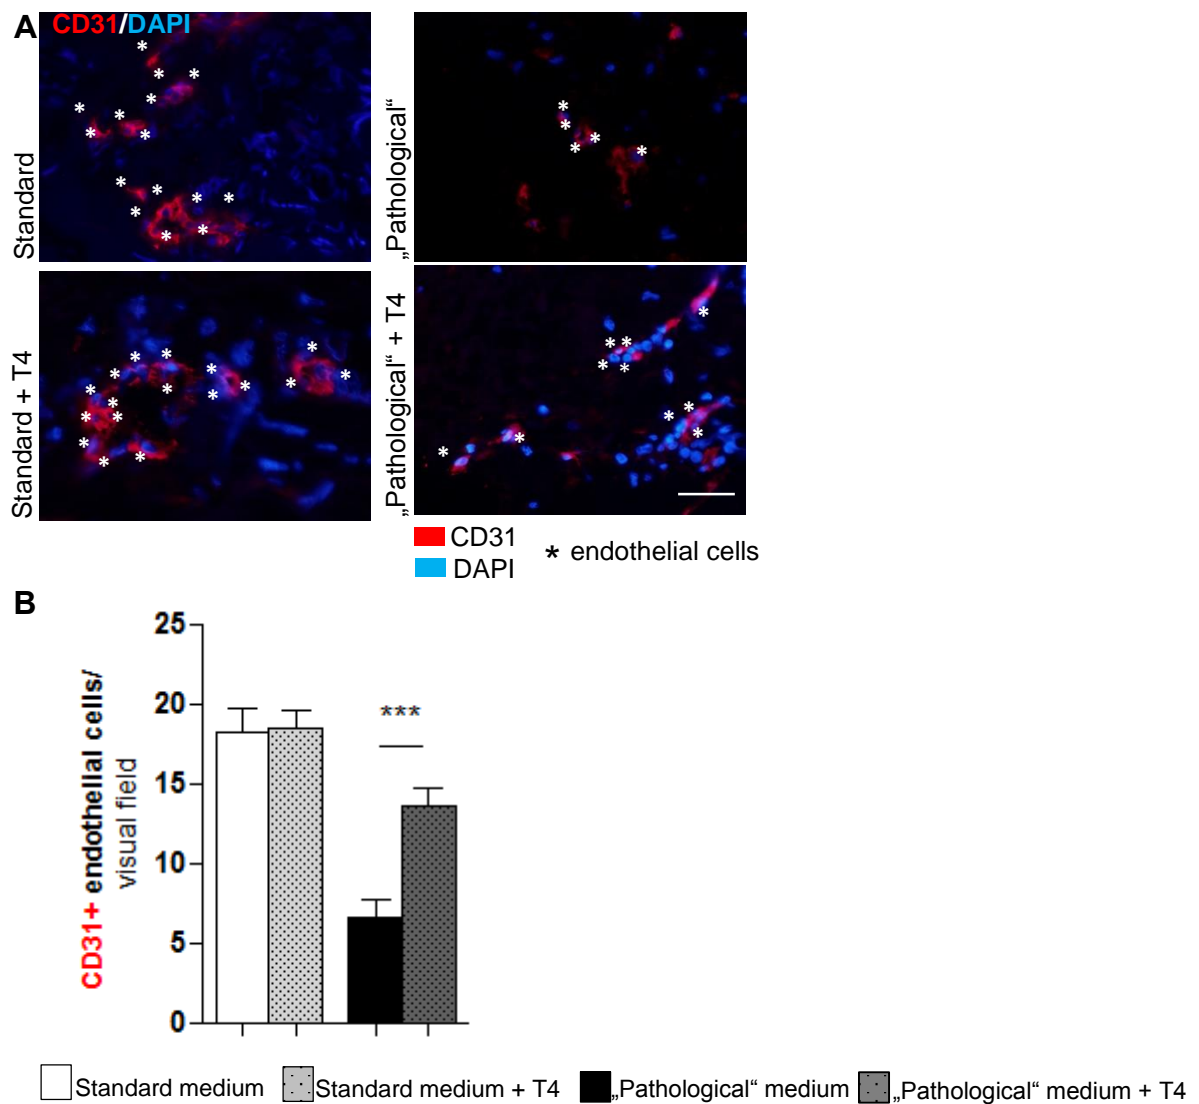 A
CD31/DAPI
Standard
„Pathological“
Standard + T4
„Pathological“ + T4
CD31
DAPI
* endothelial cells
B
CD31+ endothelial cells/
visual field
25
20
15
10
5
0
***
Standard medium
Standard medium + T4
„Pathological“ medium
„Pathological“ medium + T4